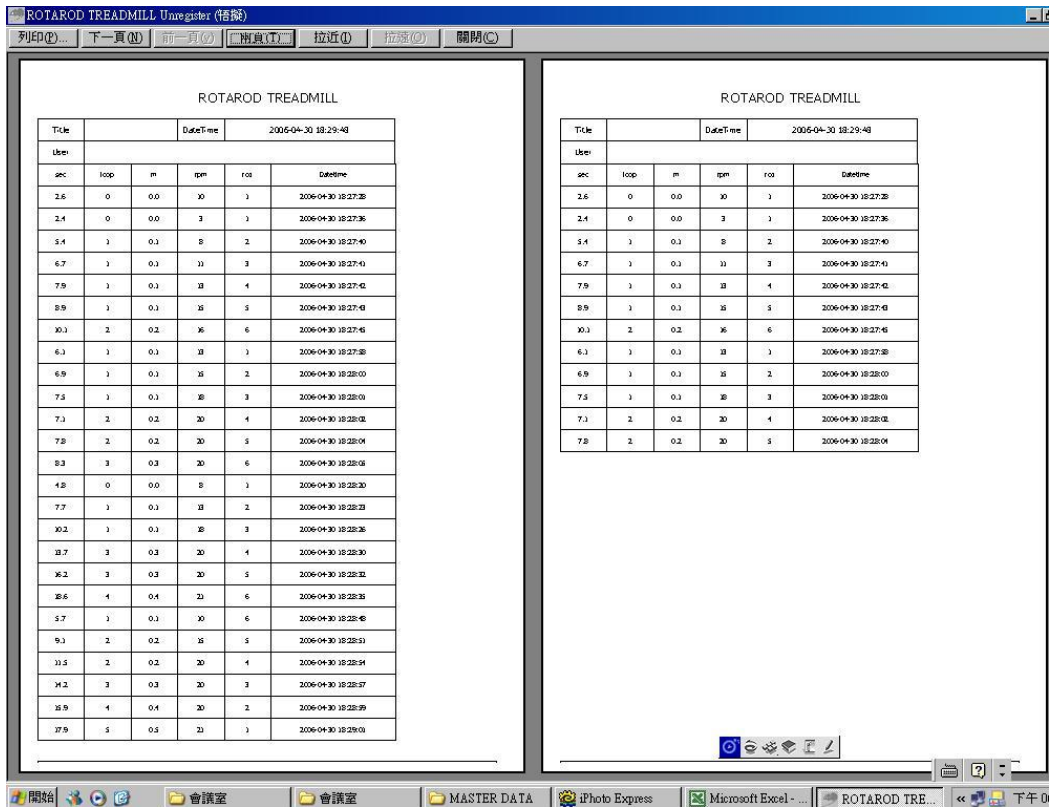 ROTAROD TREADMILL Unregister
列印(P)... 下一頁(N) 前一頁(V) 兩頁(T) 拉近(I) 拉遠(O) 關閉(C)
ROTAROD TREADMILL
Title DateTime 2006-04-30 18:29:48
User
sec loop m rpm no Datetime
2.6 0 0.0 10 1 2006-04-30 18:27:28
2.4 0 0.0 3 1 2006-04-30 18:27:36
5.4 1 0.1 8 2 2006-04-30 18:27:40
6.7 1 0.1 11 3 2006-04-30 18:27:41
7.9 1 0.1 13 4 2006-04-30 18:27:42
8.9 1 0.1 15 5 2006-04-30 18:27:43
10.1 2 0.2 16 6 2006-04-30 18:27:45
6.1 1 0.1 13 1 2006-04-30 18:27:58
6.9 1 0.1 15 2 2006-04-30 18:28:00
7.5 1 0.1 18 3 2006-04-30 18:28:01
7.1 2 0.2 20 4 2006-04-30 18:28:02
7.8 2 0.2 20 5 2006-04-30 18:28:04
8.3 3 0.3 20 6 2006-04-30 18:28:06
4.8 0 0.0 8 1 2006-04-30 18:28:20
7.7 1 0.1 13 2 2006-04-30 18:28:23
10.2 1 0.1 18 3 2006-04-30 18:28:26
13.7 3 0.3 20 4 2006-04-30 18:28:30
16.2 3 0.3 20 5 2006-04-30 18:28:32
18.6 4 0.4 21 6 2006-04-30 18:28:35
5.7 1 0.1 10 6 2006-04-30 18:28:48
9.1 2 0.2 15 5 2006-04-30 18:28:51
11.5 2 0.2 20 4 2006-04-30 18:28:54
14.2 3 0.3 20 3 2006-04-30 18:28:57
15.9 4 0.4 20 2 2006-04-30 18:28:59
17.9 5 0.5 21 1 2006-04-30 18:29:01
ROTAROD TREADMILL
Title DateTime 2006-04-30 18:29:48
User
sec loop m rpm no Datetime
2.6 0 0.0 10 1 2006-04-30 18:27:28
2.4 0 0.0 3 1 2006-04-30 18:27:36
5.4 1 0.1 8 2 2006-04-30 18:27:40
6.7 1 0.1 11 3 2006-04-30 18:27:41
7.9 1 0.1 13 4 2006-04-30 18:27:42
8.9 1 0.1 15 5 2006-04-30 18:27:43
10.1 2 0.2 16 6 2006-04-30 18:27:45
6.1 1 0.1 13 1 2006-04-30 18:27:58
6.9 1 0.1 15 2 2006-04-30 18:28:00
7.5 1 0.1 18 3 2006-04-30 18:28:01
7.1 2 0.2 20 4 2006-04-30 18:28:02
7.8 2 0.2 20 5 2006-04-30 18:28:04
開始 會議室 會議室 MASTER DATA iPhoto Express Microsoft Excel - ... ROTAROD TRE... « 下午